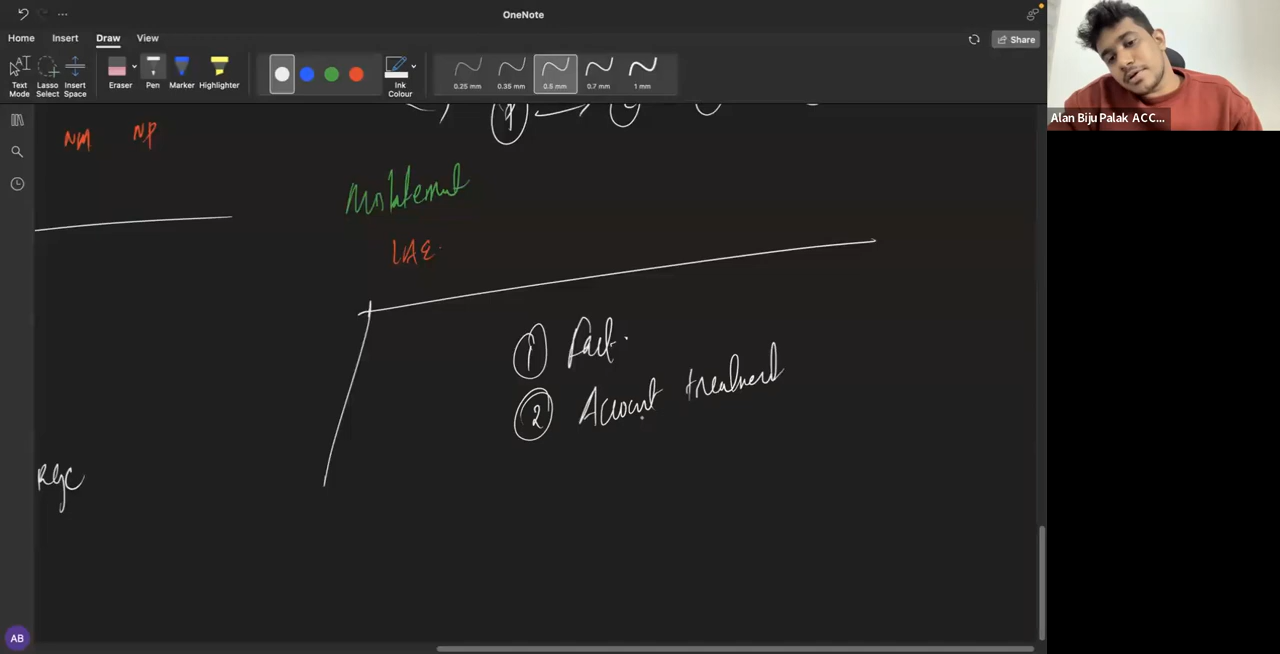 OneNote
Home Insert Draw View
Share
Text Mode
Lasso Select
Insert Space
Eraser
Pen
Marker
Highlighter
Ink Colour
0.25 mm
0.35 mm
0.5 mm
0.7 mm
1 mm
Alan Biju Palak ACC...
NM NP
LAE.
1 Fact.
2 Account treatment
AB